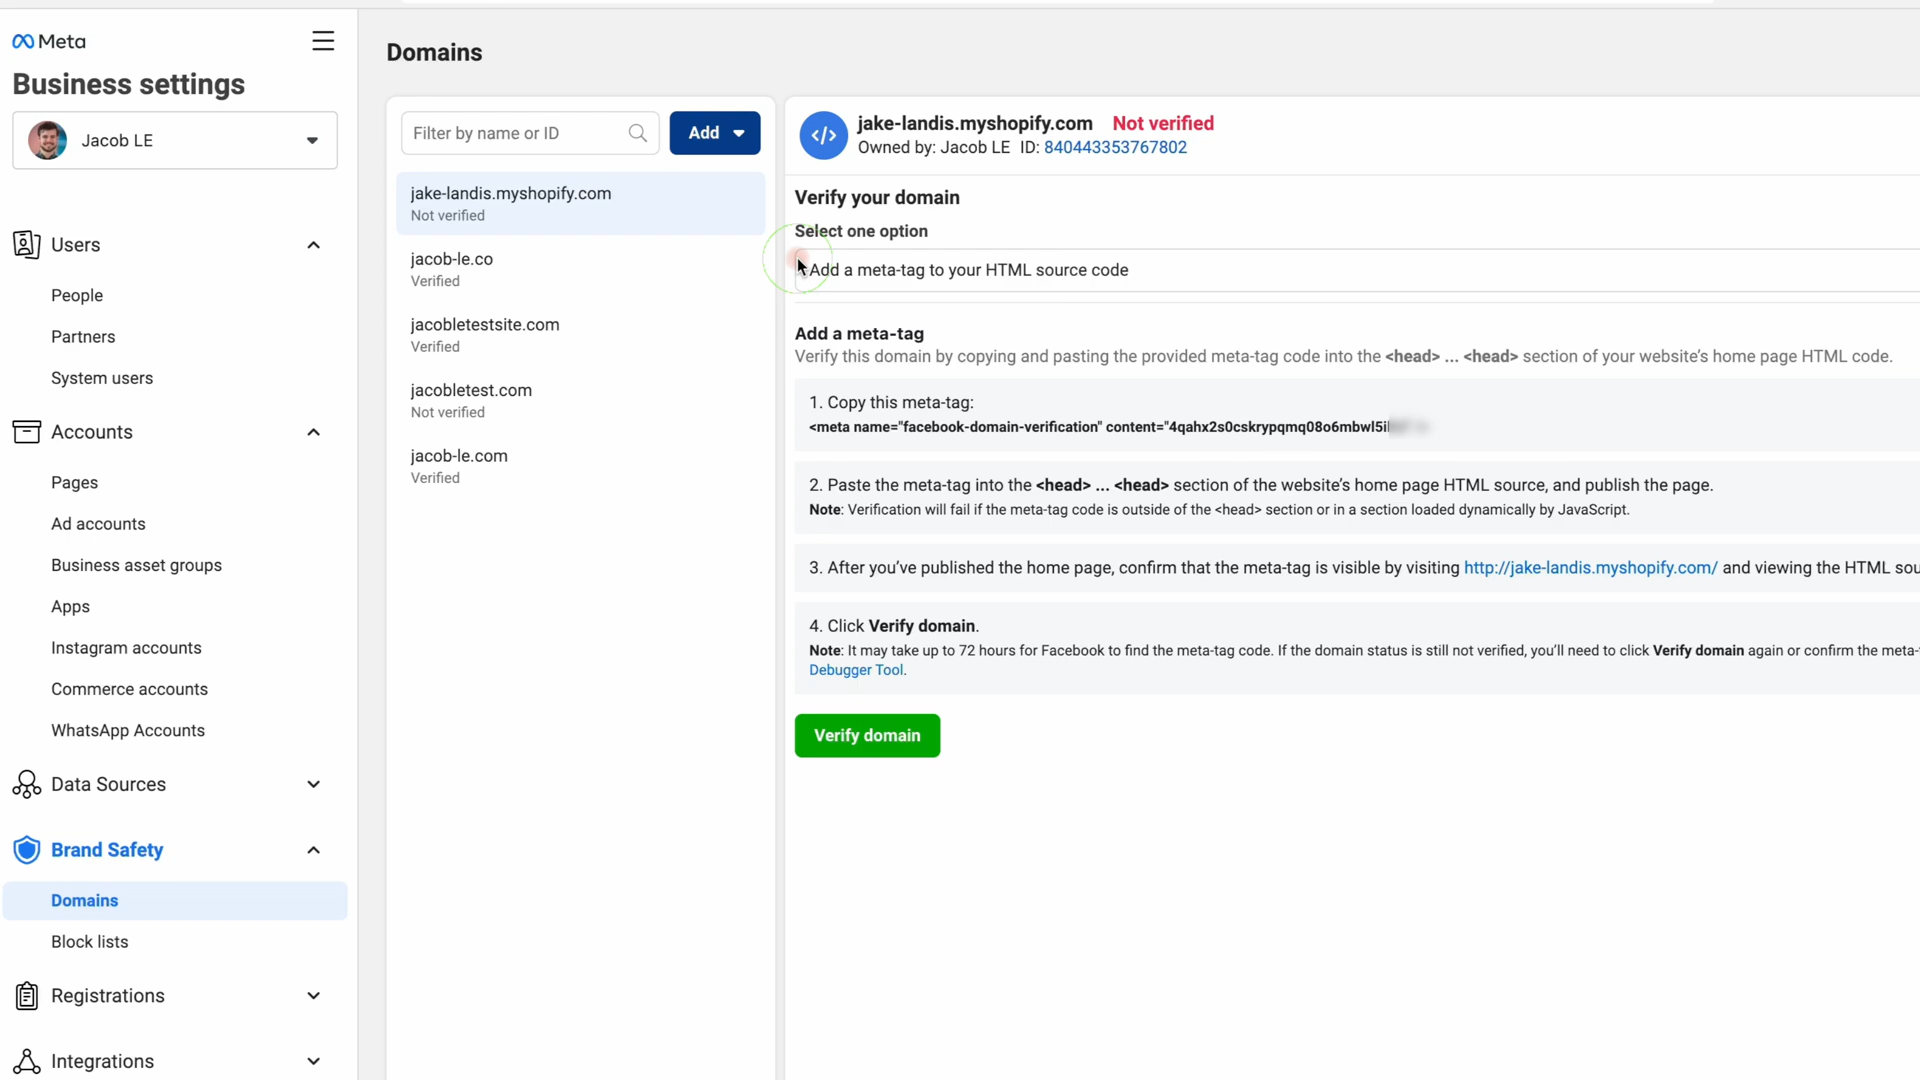 Meta
Business settings
Jacob LE
Users
People
Partners
System users
Accounts
Pages
Ad accounts
Business asset groups
Apps
Instagram accounts
Commerce accounts
WhatsApp Accounts
Data Sources
Brand Safety
Domains
Block lists
Registrations
Integrations
Domains
Filter by name or ID
Add
jake-landis.myshopify.com
Not verified
jacob-le.co
Verified
jacobletestsite.com
Verified
jacobletest.com
Not verified
jacob-le.com
Verified
jake-landis.myshopify.com Not verified
Owned by: Jacob LE ID: 840443353767802
Verify your domain
Select one option
Add a meta-tag to your HTML source code
Add a meta-tag
Verify this domain by copying and pasting the provided meta-tag code into the <head> ... <head> section of your website's home page HTML code.
1. Copy this meta-tag:
<meta name="facebook-domain-verification" content="4qahx2s0cskrypqmq08o6mbwl5i
2. Paste the meta-tag into the <head> ... <head> section of the website's home page HTML source, and publish the page.
Note: Verification will fail if the meta-tag code is outside of the <head> section or in a section loaded dynamically by JavaScript.
3. After you've published the home page, confirm that the meta-tag is visible by visiting http://jake-landis.myshopify.com/ and viewing the HTML sou
4. Click Verify domain.
Note: It may take up to 72 hours for Facebook to find the meta-tag code. If the domain status is still not verified, you'll need to click Verify domain again or confirm the meta-
Debugger Tool.
Verify domain